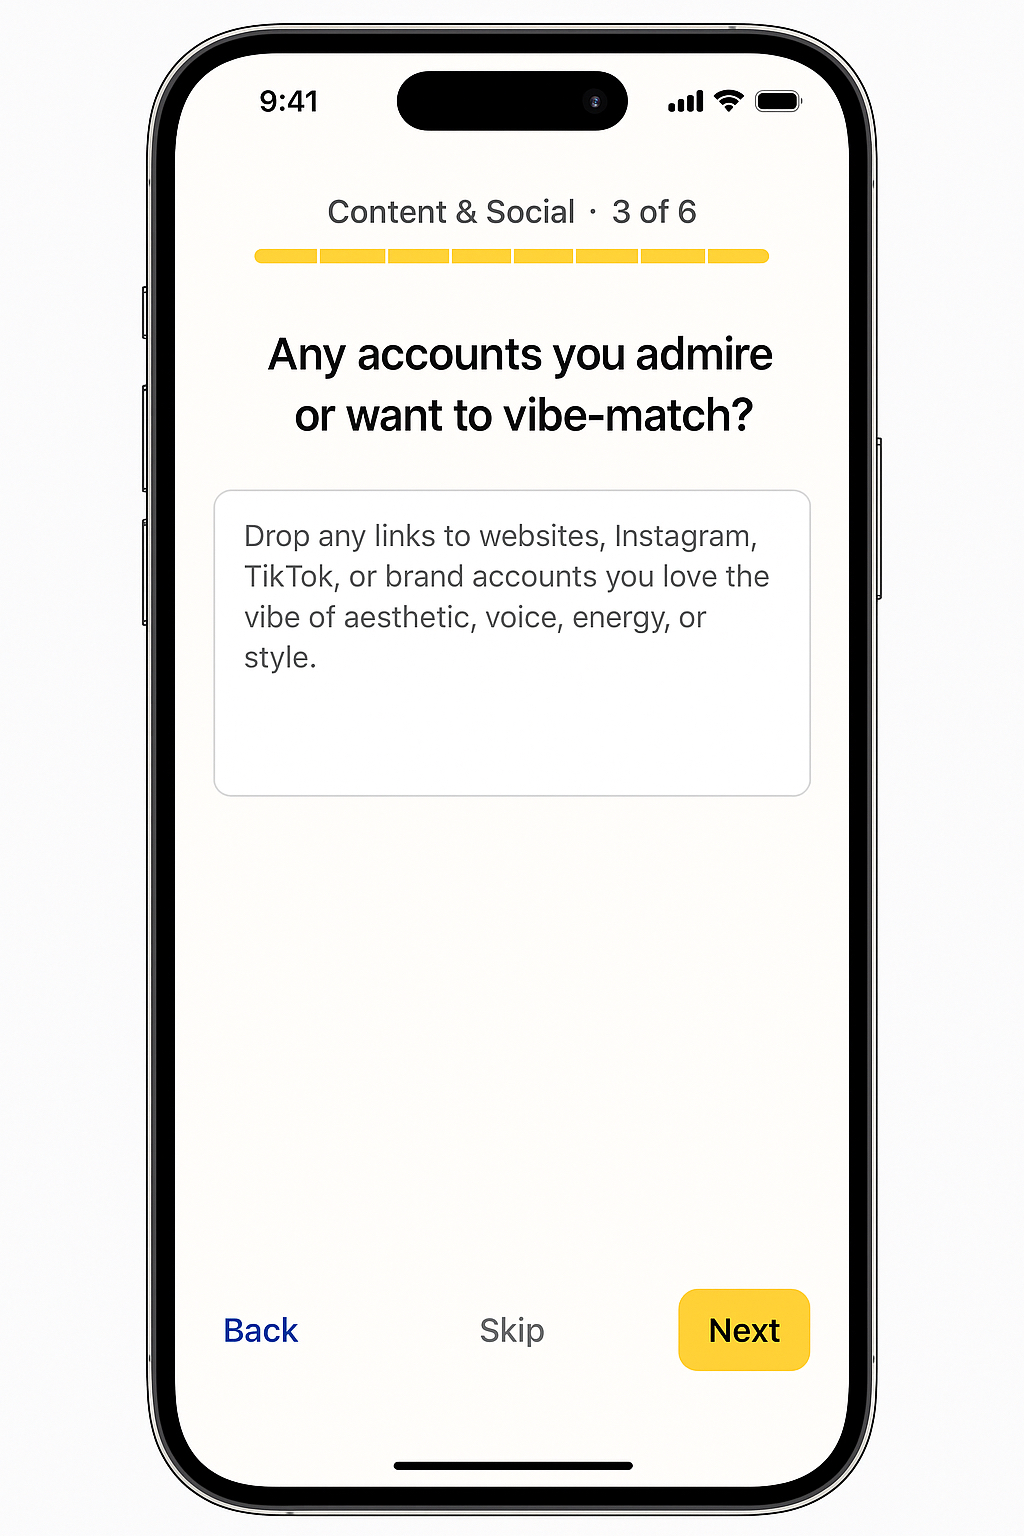 9:41
Content & Social · 3 of 6
Any accounts you admire
or want to vibe-match?
Drop any links to websites, Instagram,
TikTok, or brand accounts you love the
vibe of aesthetic, voice, energy, or
style.
Back Skip Next